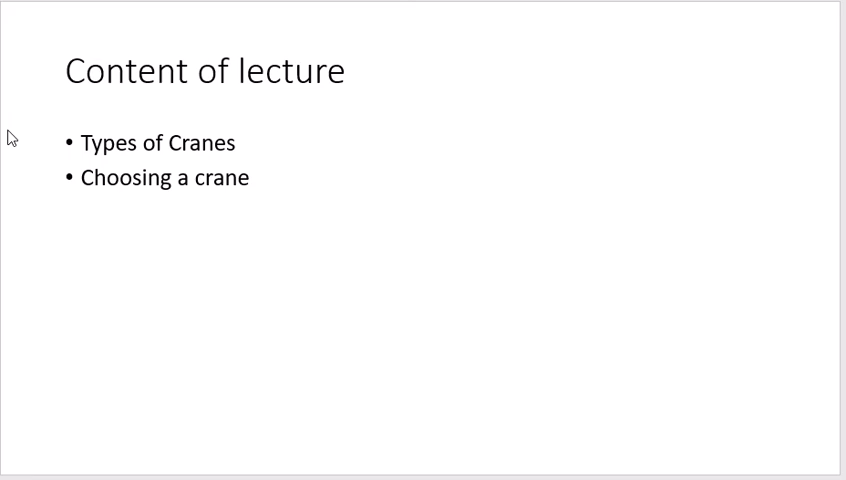 Content of lecture
• Types of Cranes
• Choosing a crane